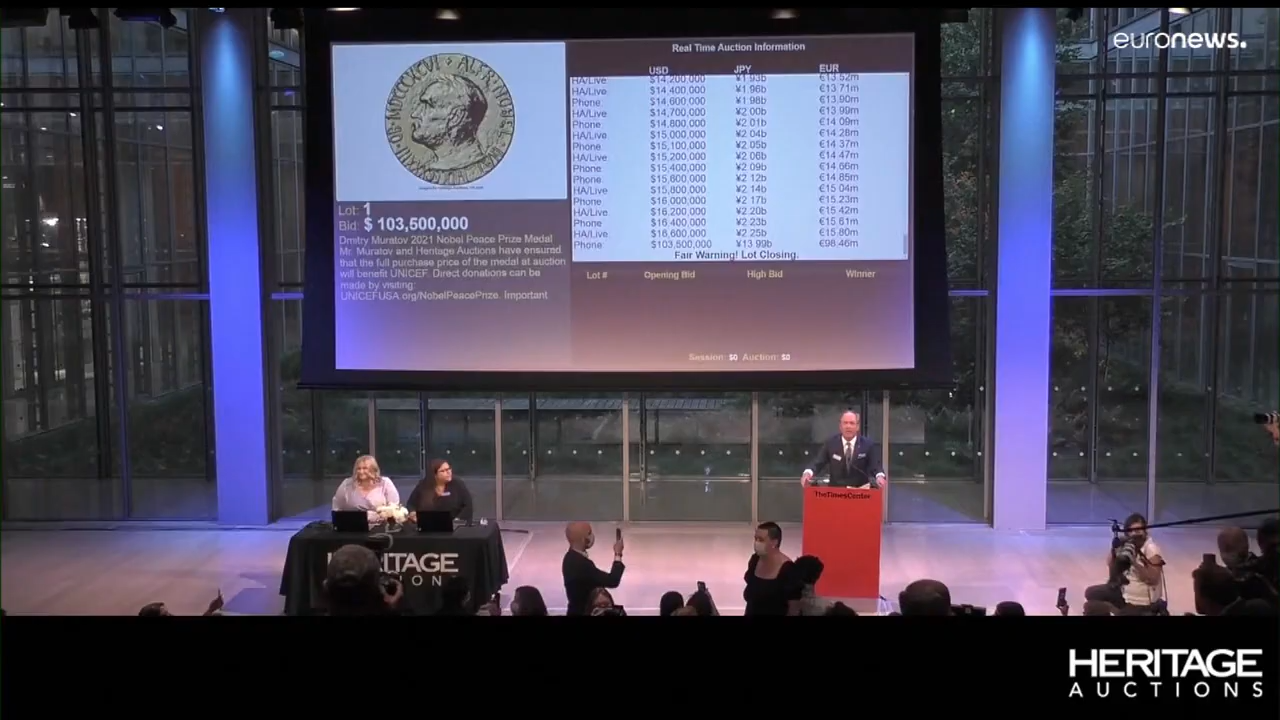 euronews.
Real Time Auction Information
USD JPY EUR
HA/Live: $14,200,000 ¥1.93b €13.52m
HA/Live: $14,400,000 ¥1.96b €13.71m
Phone: $14,600,000 ¥1.98b €13.90m
HA/Live: $14,700,000 ¥2.00b €13.99m
Phone: $14,800,000 ¥2.01b €14.09m
HA/Live: $15,000,000 ¥2.04b €14.28m
Phone: $15,100,000 ¥2.05b €14.37m
HA/Live: $15,200,000 ¥2.06b €14.47m
Phone: $15,400,000 ¥2.09b €14.66m
Phone: $15,600,000 ¥2.12b €14.85m
HA/Live: $15,800,000 ¥2.14b €15.04m
Phone: $16,000,000 ¥2.17b €15.23m
HA/Live: $16,200,000 ¥2.20b €15.42m
Phone: $16,400,000 ¥2.23b €15.61m
HA/Live: $16,600,000 ¥2.25b €15.80m
Phone: $103,500,000 ¥13.99b €98.46m
Fair Warning! Lot Closing.
Lot # Opening Bid High Bid Winner
Session: $0 Auction: $0
Lot: 1
Bid: $ 103,500,000
Dmitry Muratov 2021 Nobel Peace Prize Medal
Mr. Muratov and Heritage Auctions have ensured
that the full purchase price of the medal at auction
will benefit UNICEF. Direct donations can be
made by visiting:
UNICEFUSA.org/NobelPeacePrize. Important
TheTimesCenter
HERITAGE
AUCTIONS